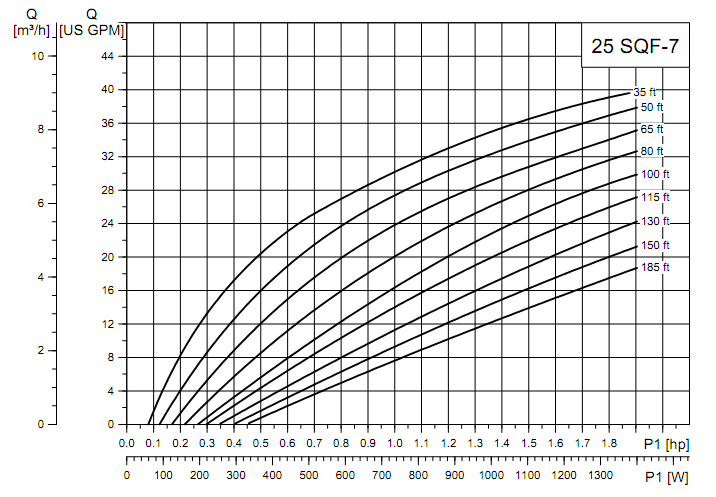 Q Q
[m³/h] [US GPM]
25 SQF-7
10 44
40
35 ft
50 ft
8 36
65 ft
32
80 ft
28
100 ft
6
115 ft
24
130 ft
20
150 ft
4
185 ft
16
12
2
8
4
0 0
0.0 0.1 0.2 0.3 0.4 0.5 0.6 0.7 0.8 0.9 1.0 1.1 1.2 1.3 1.4 1.5 1.6 1.7 1.8 P1 [hp]
0 100 200 300 400 500 600 700 800 900 1000 1100 1200 1300 P1 [W]